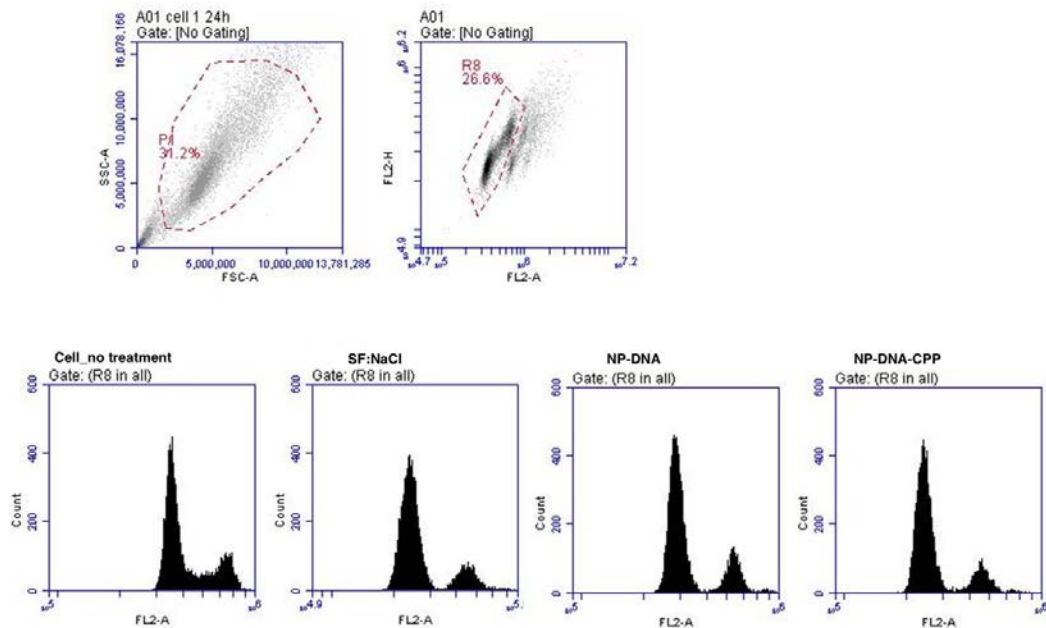 A01 cell 1 24h
Gate: [No Gating]
16,078,166
10,000,000
5,000,000
0
SSC-A
P1
31.2%
0
5,000,000
10,000,000
13,781,285
FSC-A
A01
Gate: [No Gating]
R8
26.6%
FL2-H
FL2-A
Cell_no treatment
Gate: (R8 in all)
600
400
200
0
Count
FL2-A
SF:NaCl
Gate: (R8 in all)
600
400
200
0
Count
FL2-A
NP-DNA
Gate: (R8 in all)
600
400
200
0
Count
FL2-A
NP-DNA-CPP
Gate: (R8 in all)
600
400
200
0
Count
FL2-A